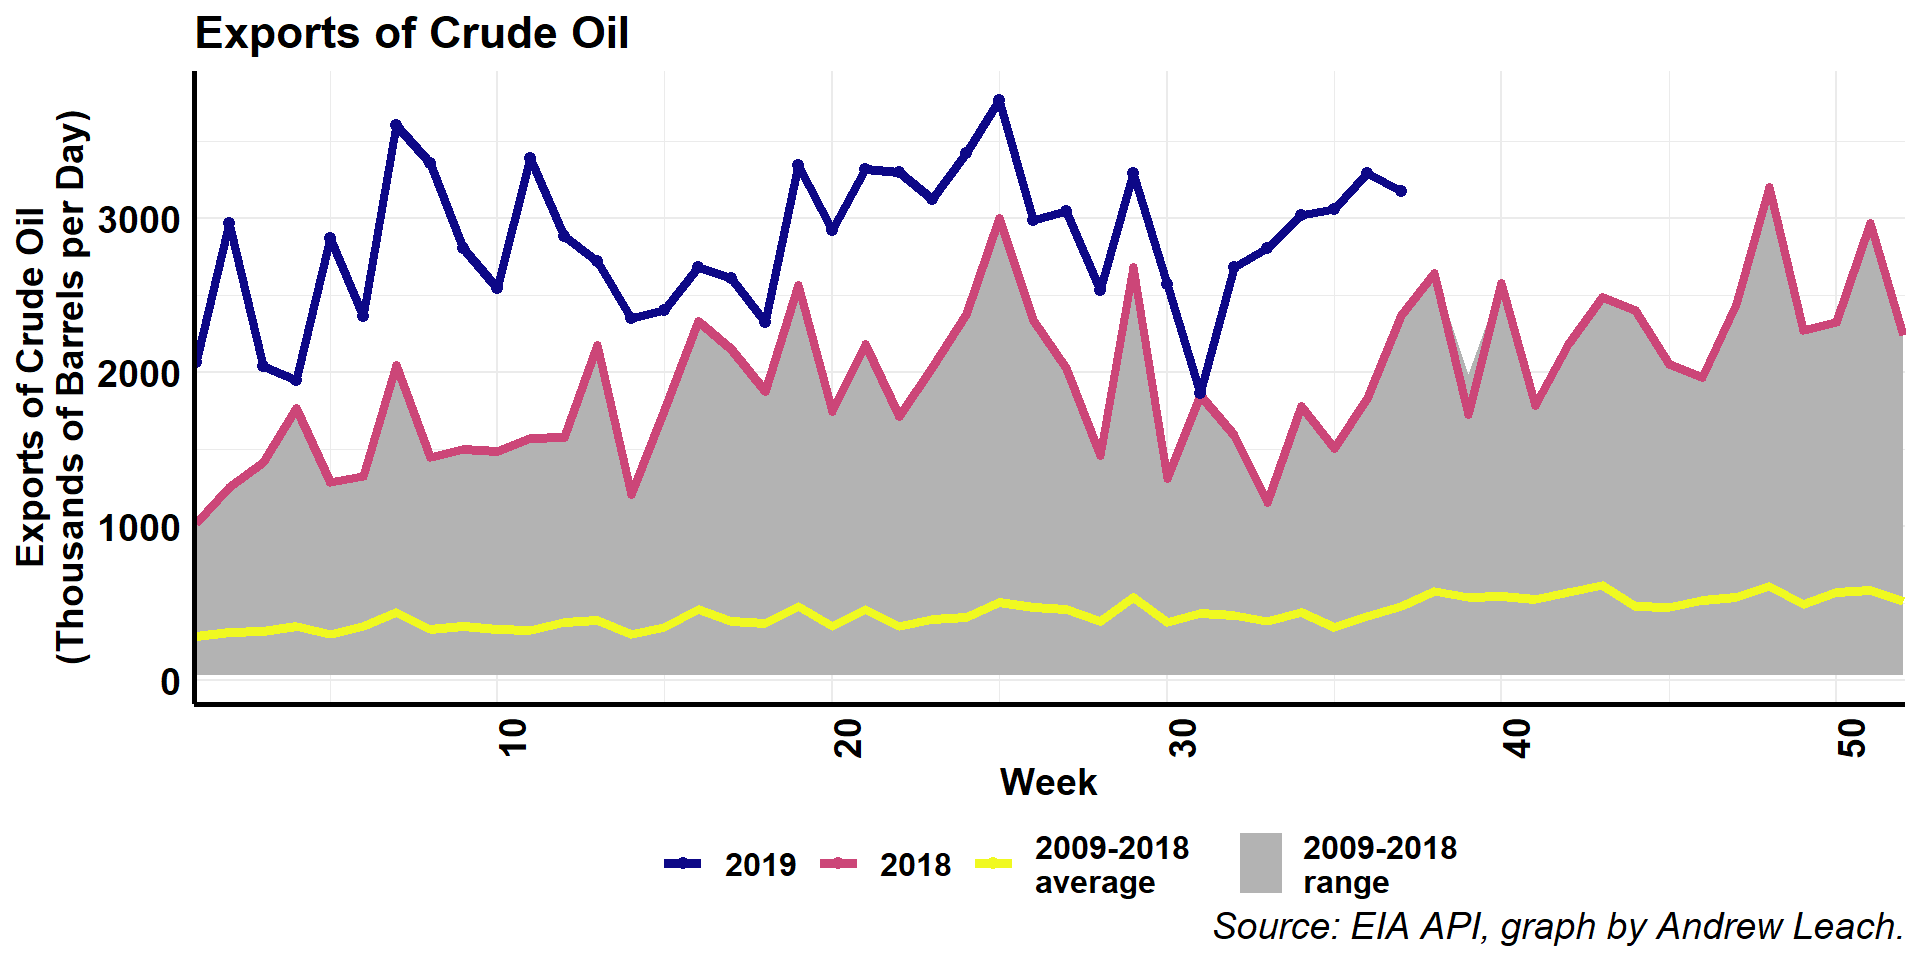 Exports of Crude Oil
Exports of Crude Oil
(Thousands of Barrels per Day)
3000
2000
1000
0
10
20
30
40
50
Week
2019
2018
2009-2018
average
2009-2018
range
Source: EIA API, graph by Andrew Leach.